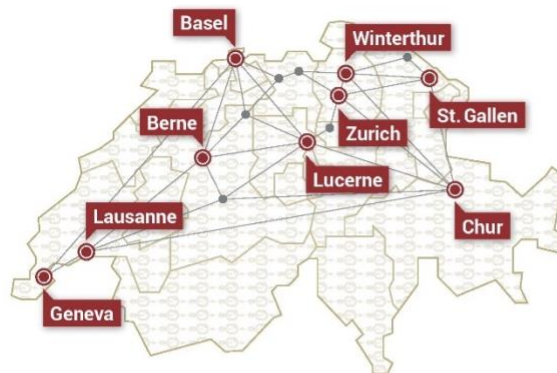 Basel
Winterthur
Berne
Zurich
St. Gallen
Lucerne
Lausanne
Chur
Geneva